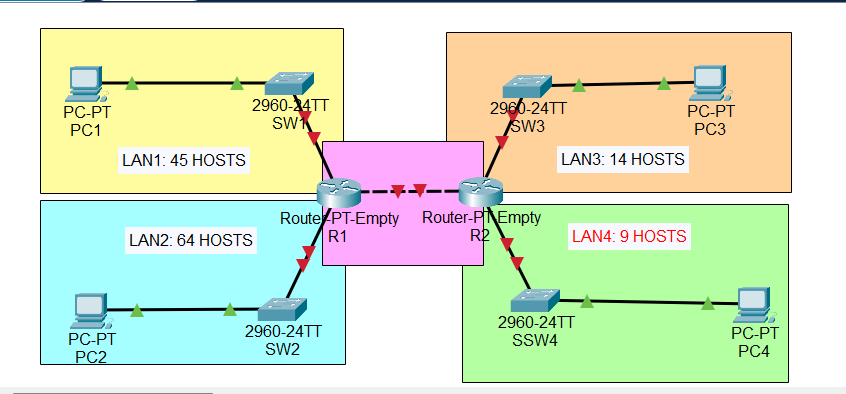 PC-PT
PC1
2960-24TT
SW1
LAN1: 45 HOSTS
2960-24TT
SW3
PC-PT
PC3
LAN3: 14 HOSTS
Router-PT-Empty
R1
Router-PT-Empty
R2
LAN2: 64 HOSTS
PC-PT
PC2
2960-24TT
SW2
LAN4: 9 HOSTS
2960-24TT
SSW4
PC-PT
PC4